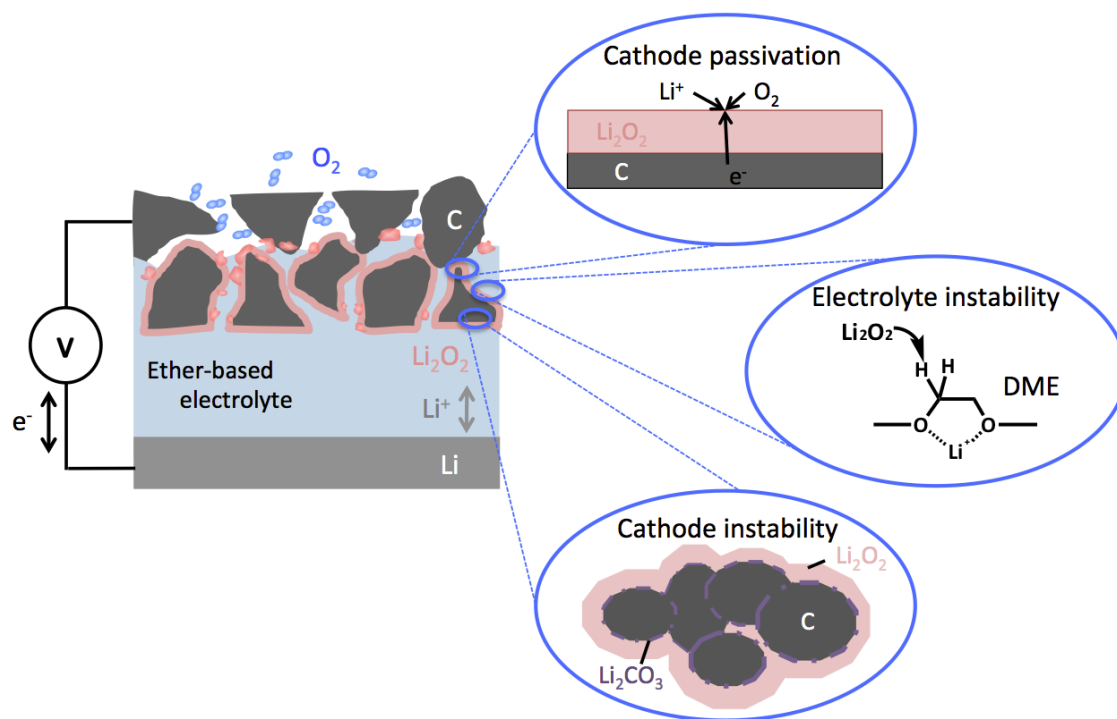 Cathode passivation
Li⁺
O₂
Li₂O₂
C
e⁻
O₂
C
V
e⁻
Ether-based
electrolyte
Li₂O₂
Li⁺
Li
Electrolyte instability
Li₂O₂
H
H
DME
O
O
Li⁺
Cathode instability
Li₂O₂
C
Li₂CO₃